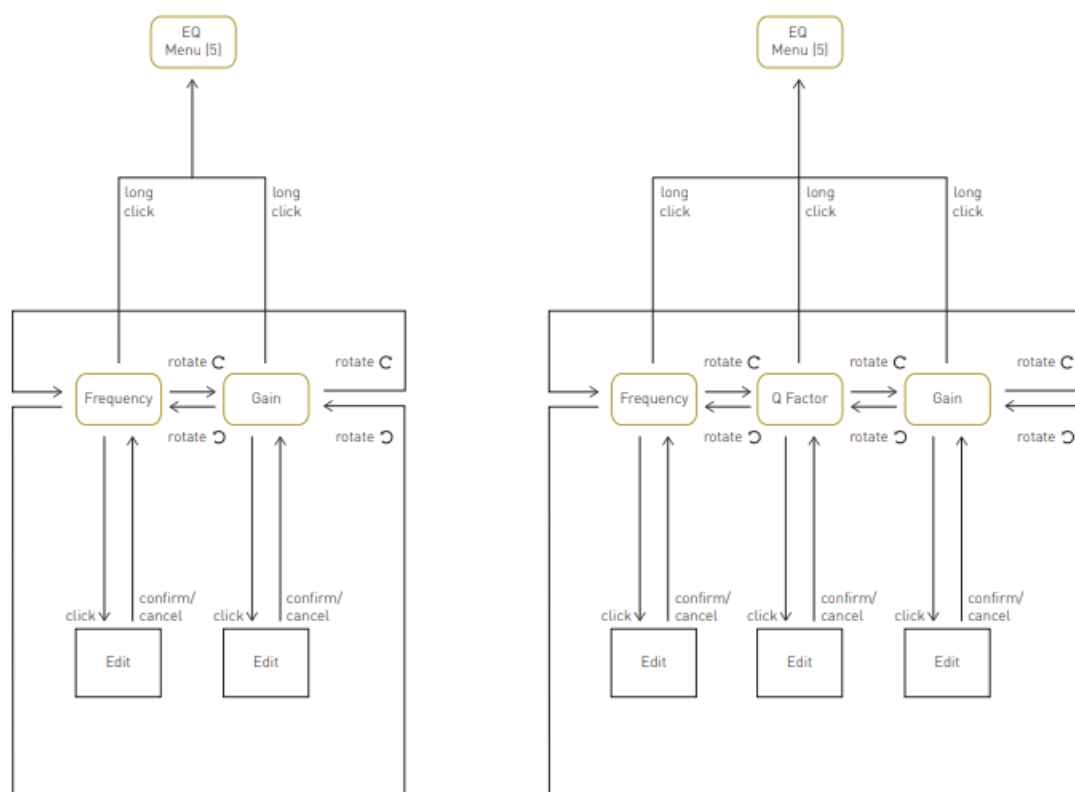 EQ
Menu (5)
EQ
Menu (5)
long
click
long
click
long
click
long
click
long
click
rotate
rotate
rotate
rotate
rotate
Frequency
Gain
Frequency
Q Factor
Gain
rotate
rotate
rotate
rotate
rotate
click
confirm/
cancel
click
confirm/
cancel
click
confirm/
cancel
click
confirm/
cancel
click
confirm/
cancel
Edit
Edit
Edit
Edit
Edit